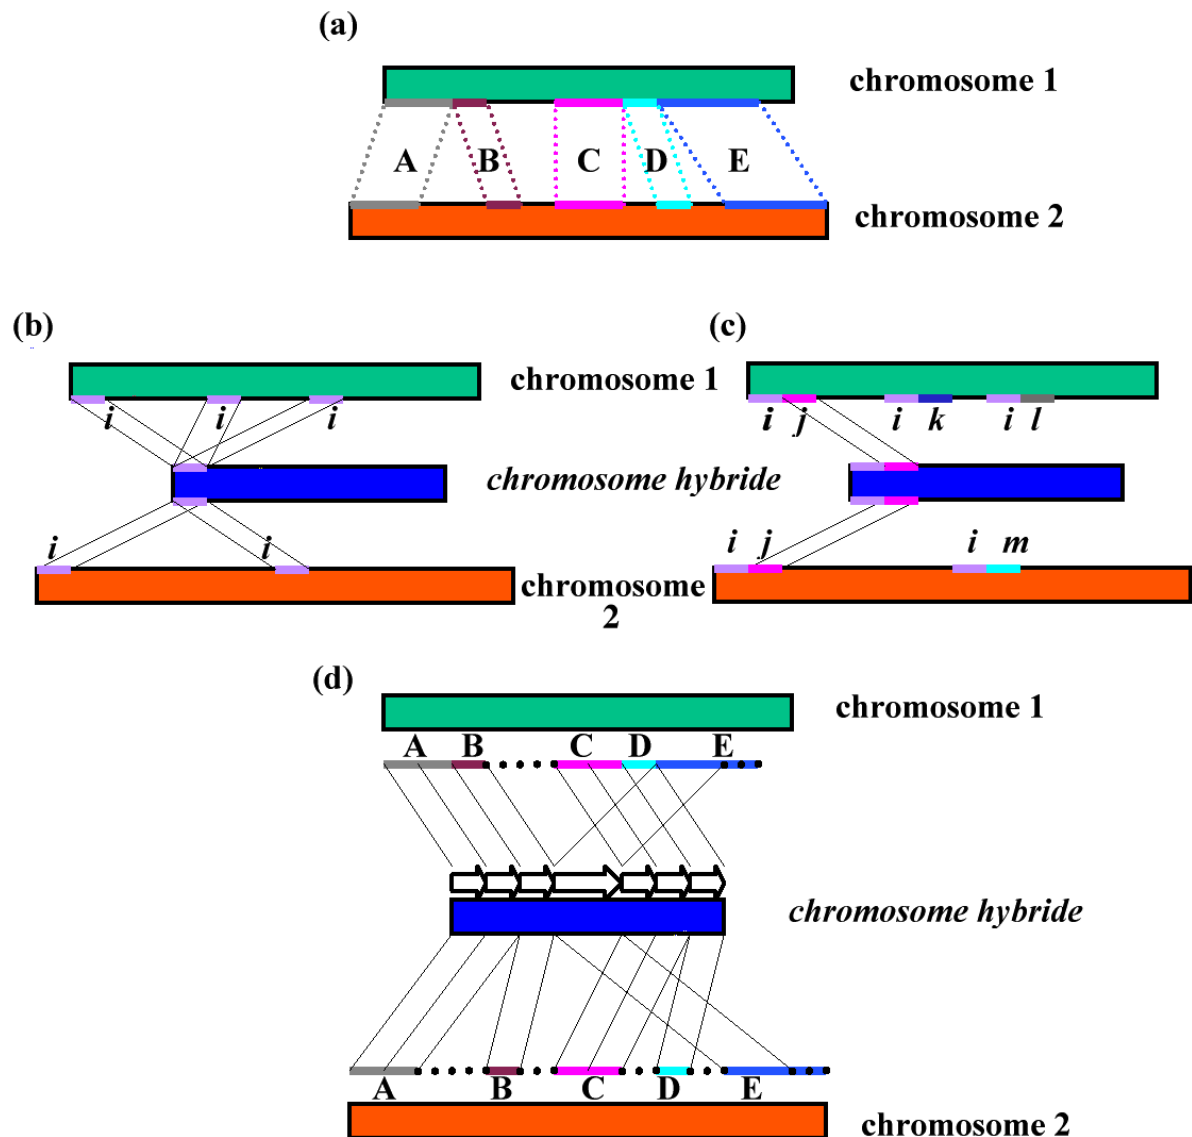 (a)
chromosome 1
A B C D E
chromosome 2
(b)
chromosome 1
i i i
chromosome hybride
i i
chromosome
2
(c)
i j i k i l
i j i m
(d)
chromosome 1
A B C D E
chromosome hybride
A B C D E
chromosome 2